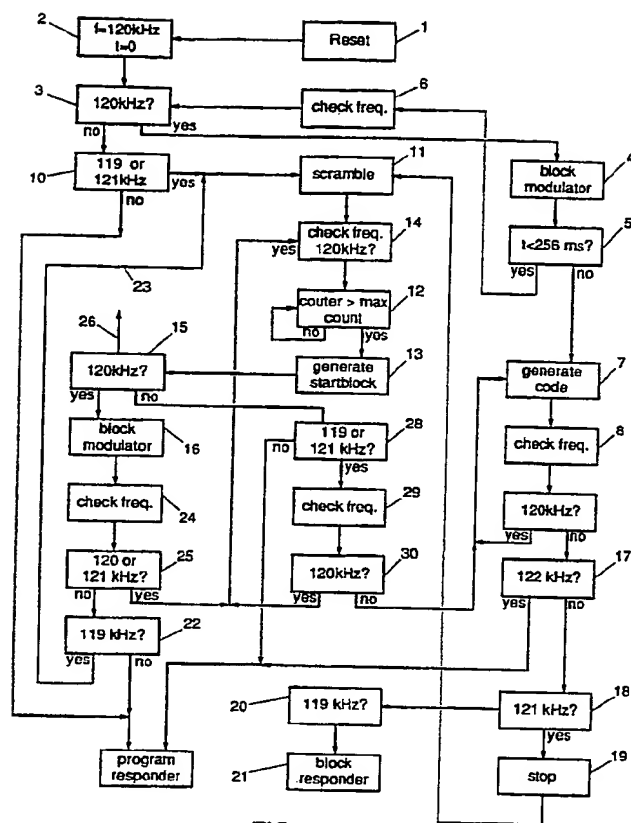 2
f=120kHz
t=0
Reset
1
3
120kHz?
no
yes
6
check freq.
10
119 or
121kHz
yes
no
11
scramble
4
block
modulator
14
check freq.
120kHz?
yes
5
t<256 ms?
yes
no
23
12
couter > max
count
no
yes
26
15
120kHz?
yes
no
13
generate
startblock
7
generate
code
16
block
modulator
28
119 or
121 kHz?
no
yes
8
check freq.
24
check freq.
29
check freq.
120kHz?
yes
no
25
120 or
121 kHz?
no
yes
30
120kHz?
yes
no
17
122 kHz?
yes
no
22
119 kHz?
yes
no
20
119 kHz?
18
121 kHz?
yes
program
responder
21
block
responder
19
stop